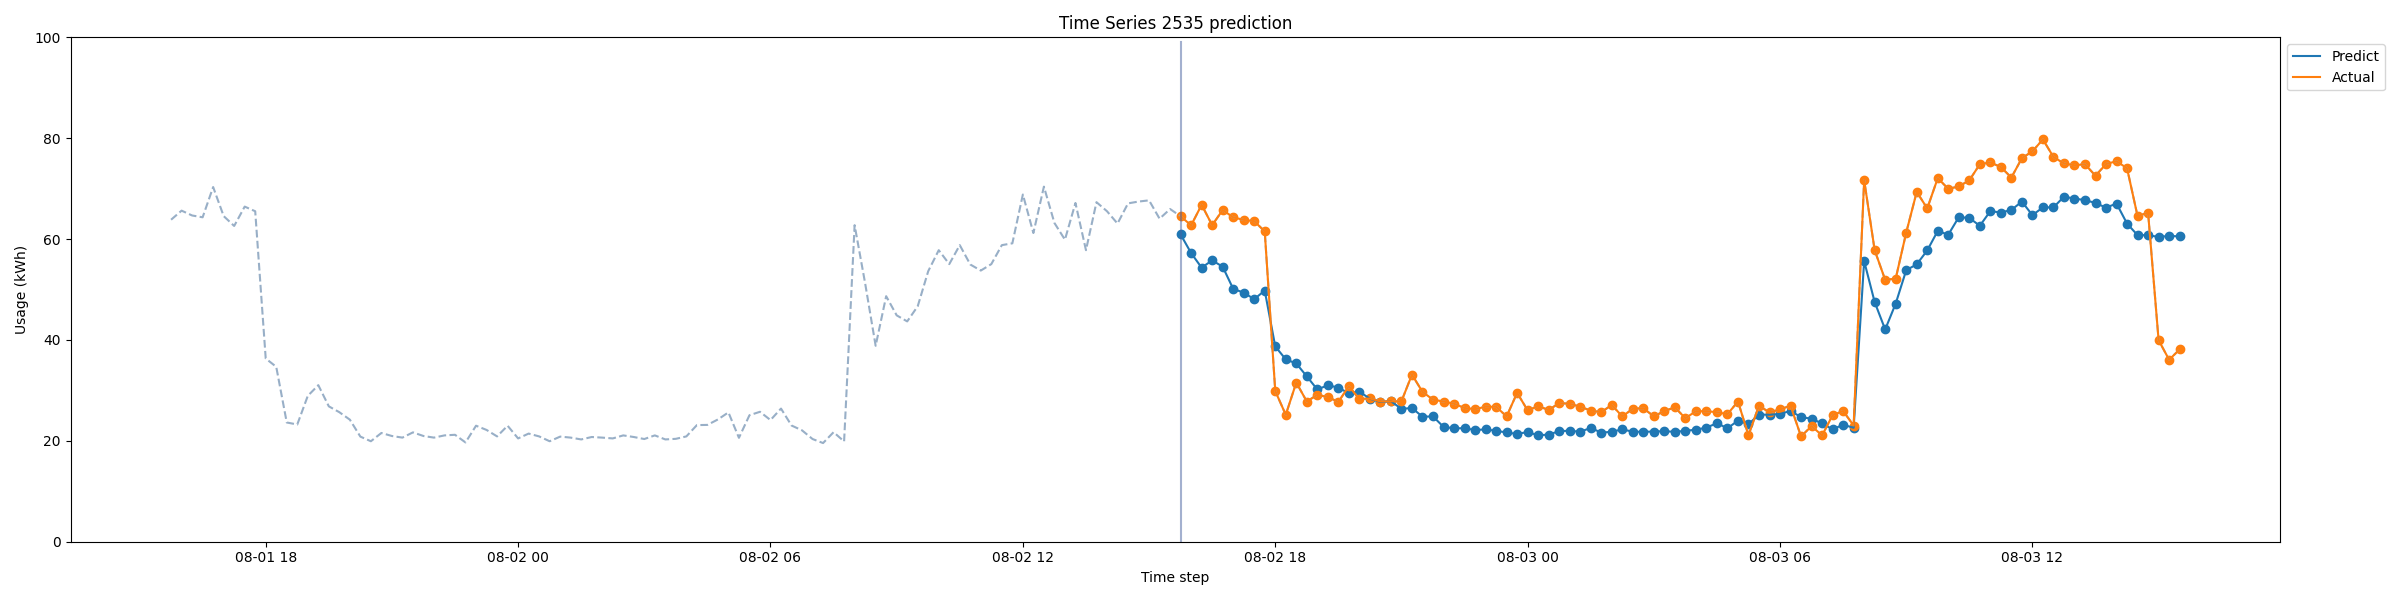 Time Series 2535 prediction
100
80
60
40
20
0
Usage (kWh)
08-01 18
08-02 00
08-02 06
08-02 12
08-02 18
08-03 00
08-03 06
08-03 12
Time step
Predict
Actual